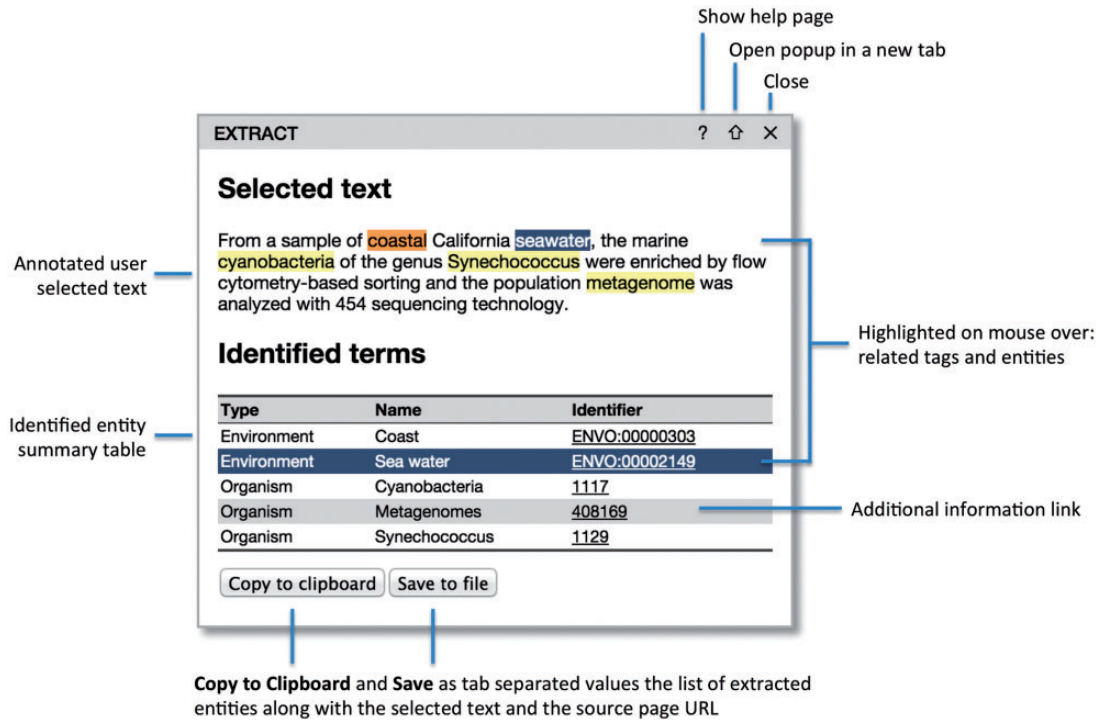 Show help page
Open popup in a new tab
Close
EXTRACT
? ⇧ ✕
Selected text
From a sample of coastal California seawater, the marine
cyanobacteria of the genus Synechococcus were enriched by flow
cytometry-based sorting and the population metagenome was
analyzed with 454 sequencing technology.
Annotated user
selected text
Highlighted on mouse over:
related tags and entities
Identified terms
Identified entity
summary table
Type Name Identifier
Environment Coast ENVO:00000303
Environment Sea water ENVO:00002149
Organism Cyanobacteria 1117
Organism Metagenomes 408169
Organism Synechococcus 1129
Additional information link
Copy to clipboard Save to file
Copy to Clipboard and Save as tab separated values the list of extracted
entities along with the selected text and the source page URL